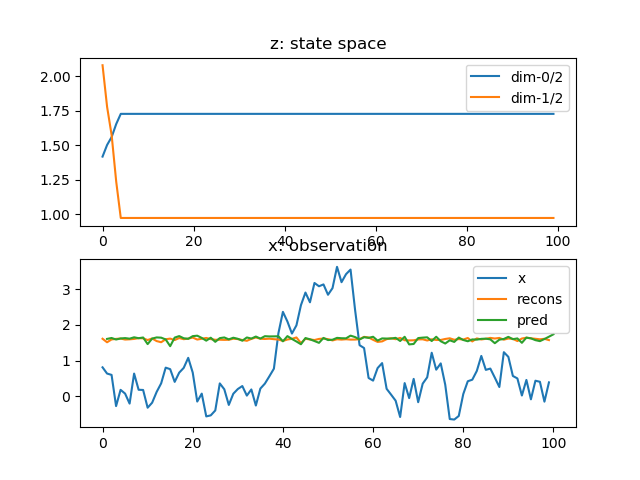 z: state space
2.00
1.75
1.50
1.25
1.00
dim-0/2
dim-1/2
0 20 40 60 80 100
x: observation
3
2
1
0
x
recons
pred
0 20 40 60 80 100